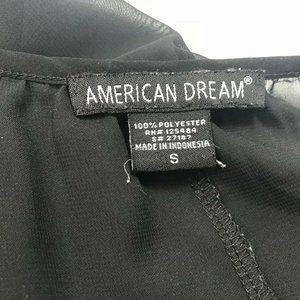 AMERICAN DREAM®
100% POLYESTER
RN# 125484
S# 27187
MADE IN INDONESIA
S